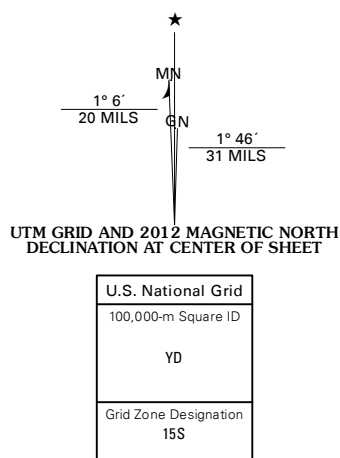 MN
1° 6´
20 MILS
GN
1° 46´
31 MILS
UTM GRID AND 2012 MAGNETIC NORTH
DECLINATION AT CENTER OF SHEET
U.S. National Grid
100,000-m Square ID
YD
Grid Zone Designation
15S